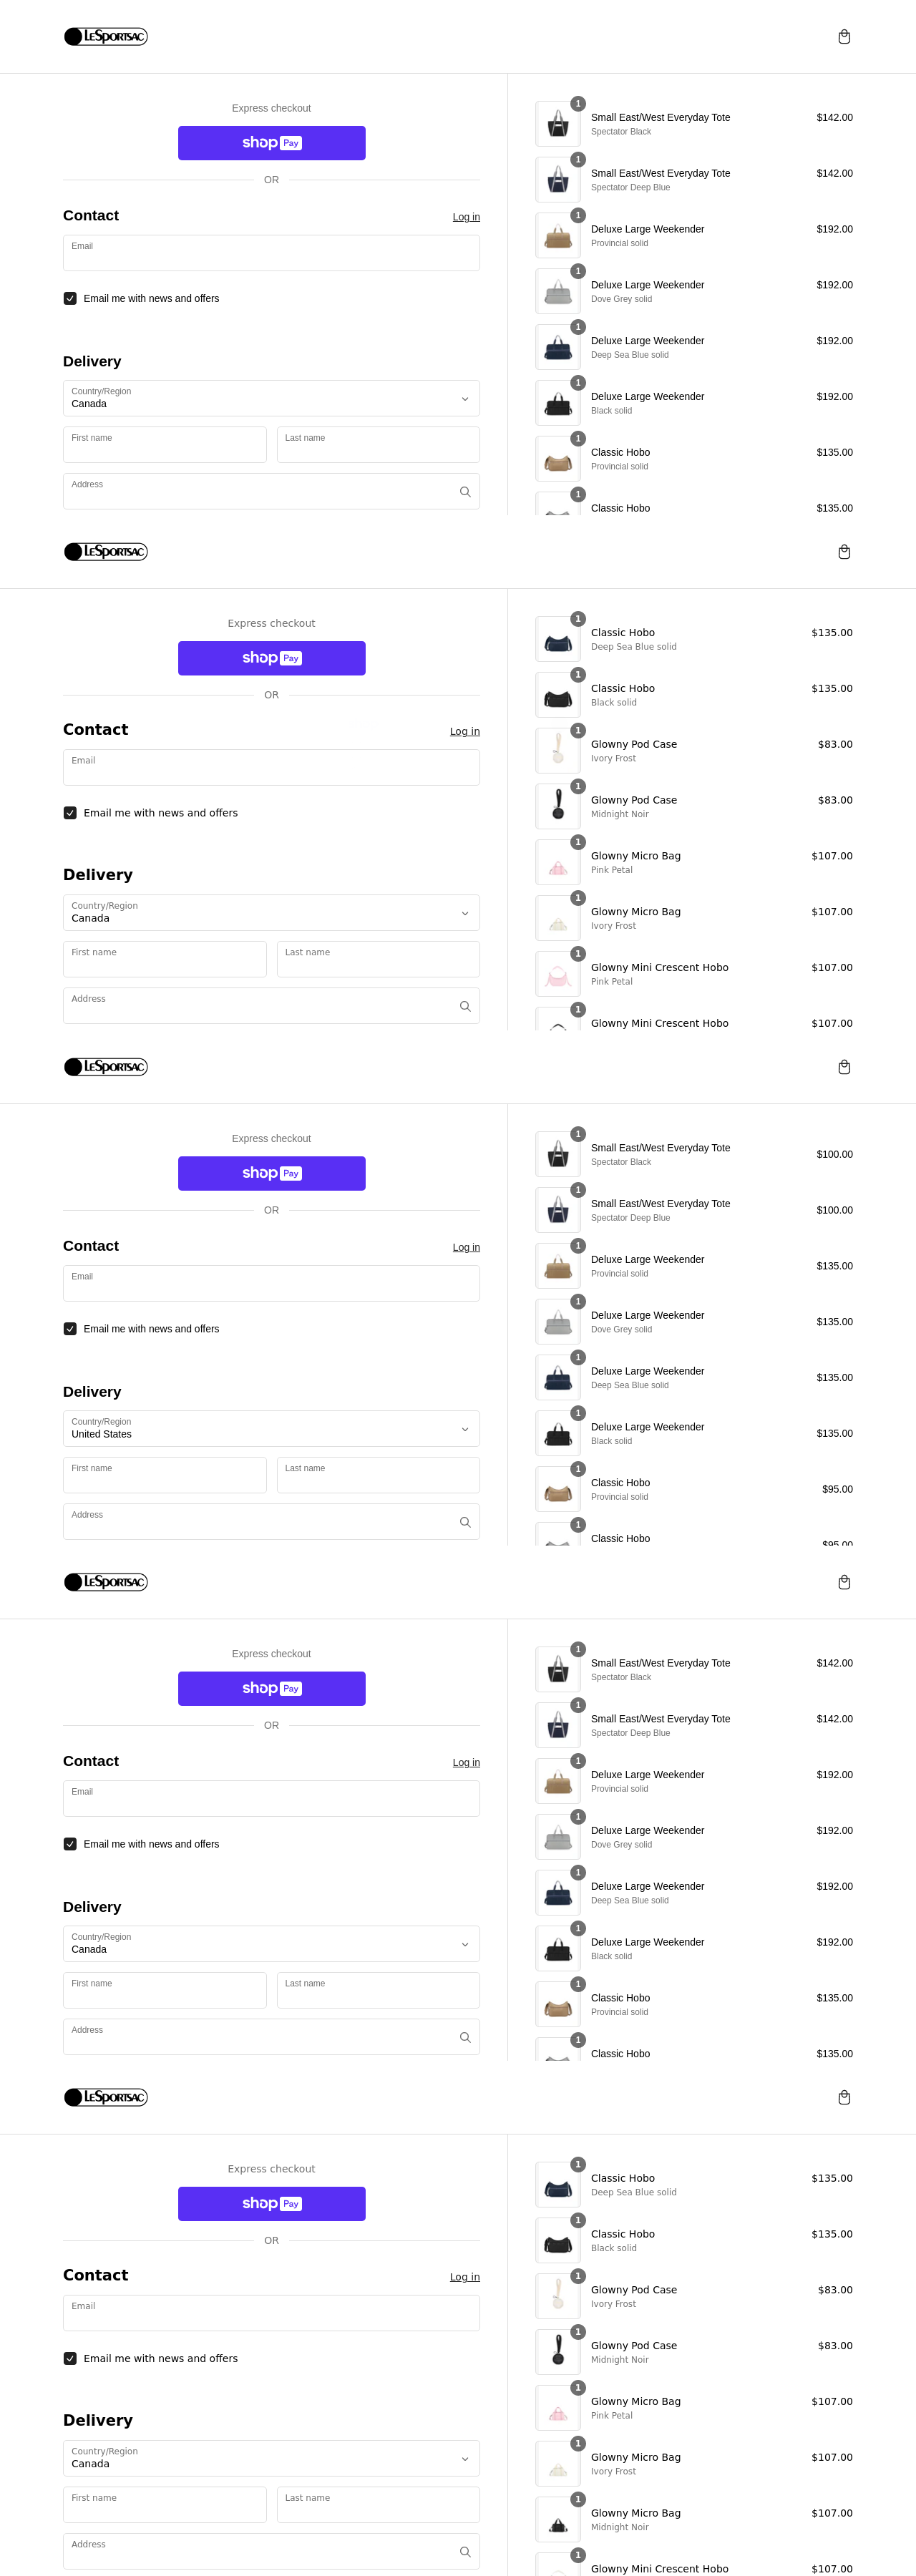 LeSportsac
Express checkout
shop Pay
OR
Contact
Log in
Email
Email me with news and offers
Delivery
Country/Region
Canada
First name
Last name
Address
1
Small East/West Everyday Tote
$142.00
Spectator Black
1
Small East/West Everyday Tote
$142.00
Spectator Deep Blue
1
Deluxe Large Weekender
$192.00
Provincial solid
1
Deluxe Large Weekender
$192.00
Dove Grey solid
1
Deluxe Large Weekender
$192.00
Deep Sea Blue solid
1
Deluxe Large Weekender
$192.00
Black solid
1
Classic Hobo
$135.00
Provincial solid
1
Classic Hobo
$135.00
LeSportsac
Express checkout
shop Pay
OR
Contact
Log in
Email
Email me with news and offers
Delivery
Country/Region
Canada
First name
Last name
Address
1
Classic Hobo
$135.00
Deep Sea Blue solid
1
Classic Hobo
$135.00
Black solid
1
Glowny Pod Case
$83.00
Ivory Frost
1
Glowny Pod Case
$83.00
Midnight Noir
1
Glowny Micro Bag
$107.00
Pink Petal
1
Glowny Micro Bag
$107.00
Ivory Frost
1
Glowny Mini Crescent Hobo
$107.00
Pink Petal
1
Glowny Mini Crescent Hobo
$107.00
LeSportsac
Express checkout
shop Pay
OR
Contact
Log in
Email
Email me with news and offers
Delivery
Country/Region
United States
First name
Last name
Address
1
Small East/West Everyday Tote
$100.00
Spectator Black
1
Small East/West Everyday Tote
$100.00
Spectator Deep Blue
1
Deluxe Large Weekender
$135.00
Provincial solid
1
Deluxe Large Weekender
$135.00
Dove Grey solid
1
Deluxe Large Weekender
$135.00
Deep Sea Blue solid
1
Deluxe Large Weekender
$135.00
Black solid
1
Classic Hobo
$95.00
Provincial solid
1
Classic Hobo
$95.00
LeSportsac
Express checkout
shop Pay
OR
Contact
Log in
Email
Email me with news and offers
Delivery
Country/Region
Canada
First name
Last name
Address
1
Small East/West Everyday Tote
$142.00
Spectator Black
1
Small East/West Everyday Tote
$142.00
Spectator Deep Blue
1
Deluxe Large Weekender
$192.00
Provincial solid
1
Deluxe Large Weekender
$192.00
Dove Grey solid
1
Deluxe Large Weekender
$192.00
Deep Sea Blue solid
1
Deluxe Large Weekender
$192.00
Black solid
1
Classic Hobo
$135.00
Provincial solid
1
Classic Hobo
$135.00
LeSportsac
Express checkout
shop Pay
OR
Contact
Log in
Email
Email me with news and offers
Delivery
Country/Region
Canada
First name
Last name
Address
1
Classic Hobo
$135.00
Deep Sea Blue solid
1
Classic Hobo
$135.00
Black solid
1
Glowny Pod Case
$83.00
Ivory Frost
1
Glowny Pod Case
$83.00
Midnight Noir
1
Glowny Micro Bag
$107.00
Pink Petal
1
Glowny Micro Bag
$107.00
Ivory Frost
1
Glowny Micro Bag
$107.00
Midnight Noir
1
Glowny Mini Crescent Hobo
$107.00